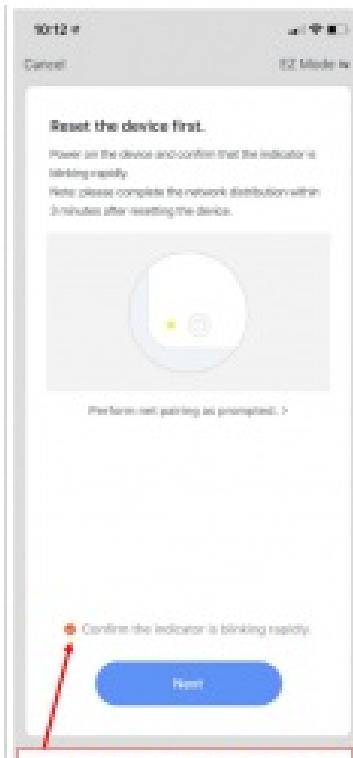 10:12
Cancel
EZ Mode
Reset the device first.
Power on the device and confirm that the indicator is
blinking rapidly.
Note: please complete the network distribution within
3 minutes after resetting the device.
Perform net pairing as prompted. >
Confirm the indicator is blinking rapidly.
Next